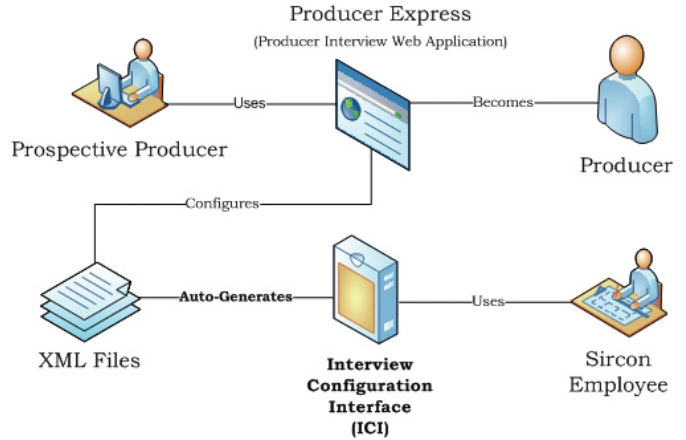 Producer Express
(Producer Interview Web Application)
Uses
Becomes
Prospective Producer
Producer
Configures
Auto-Generates
Uses
XML Files
Interview
Configuration
Interface
(ICI)
Sircon
Employee